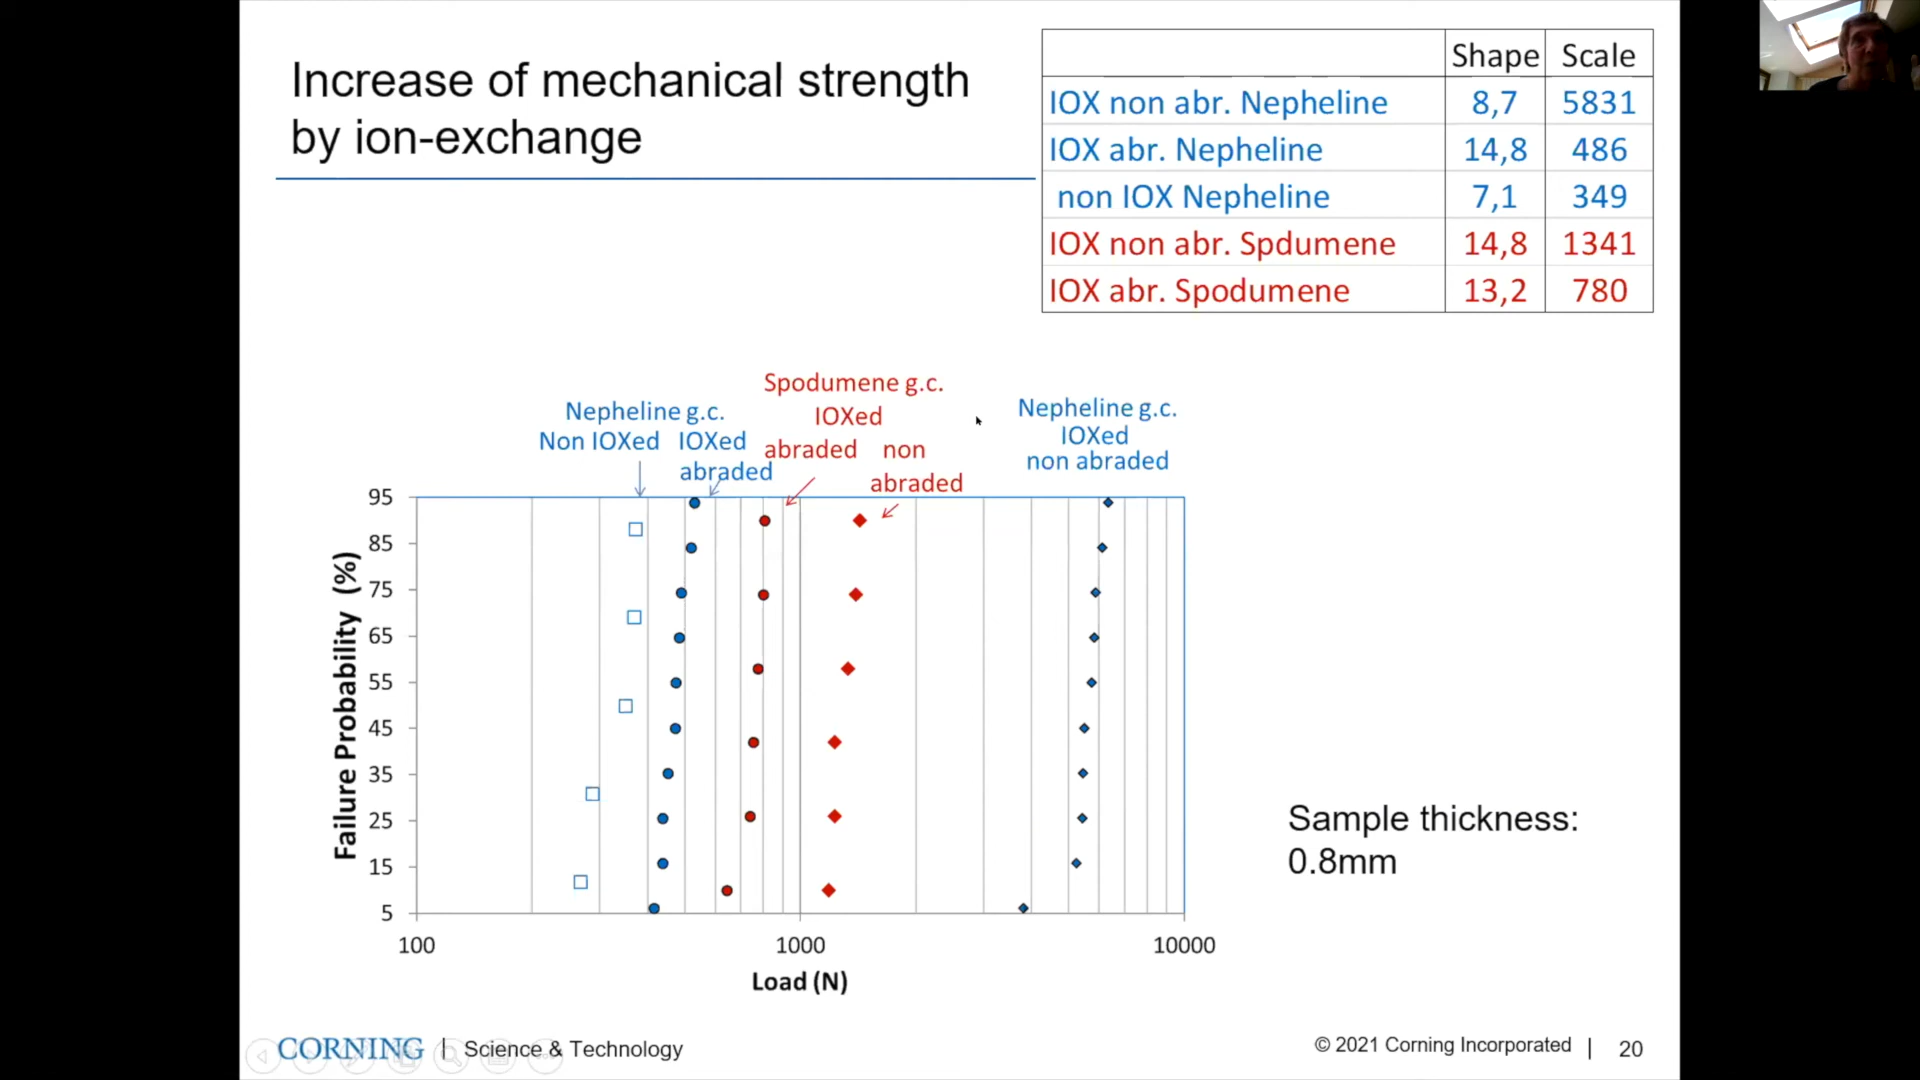 Increase of mechanical strength
by ion-exchange
Shape Scale
IOX non abr. Nepheline 8,7 5831
IOX abr. Nepheline 14,8 486
non IOX Nepheline 7,1 349
IOX non abr. Spdumene 14,8 1341
IOX abr. Spodumene 13,2 780
Nepheline g.c.
Non IOXed IOXed
abraded
Spodumene g.c.
IOXed
abraded non
abraded
Nepheline g.c.
IOXed
non abraded
Failure Probability (%)
95
85
75
65
55
45
35
25
15
5
100 1000 10000
Load (N)
Sample thickness:
0.8mm
CORNING | Science & Technology
© 2021 Corning Incorporated | 20